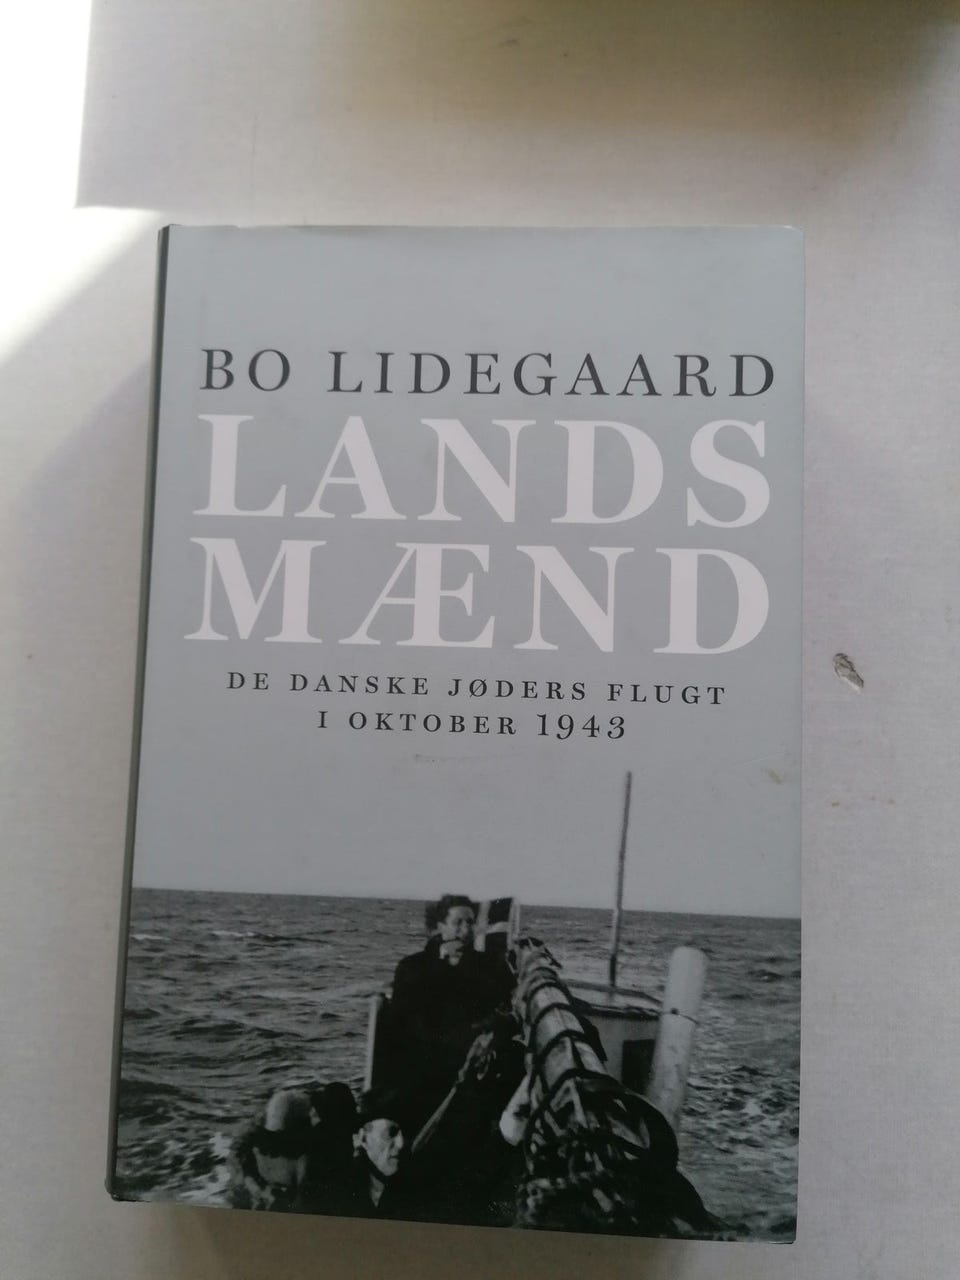 BO LIDEGAARD
LANDS
MÆND
DE DANSKE JØDERS FLUGT
I OKTOBER 1943